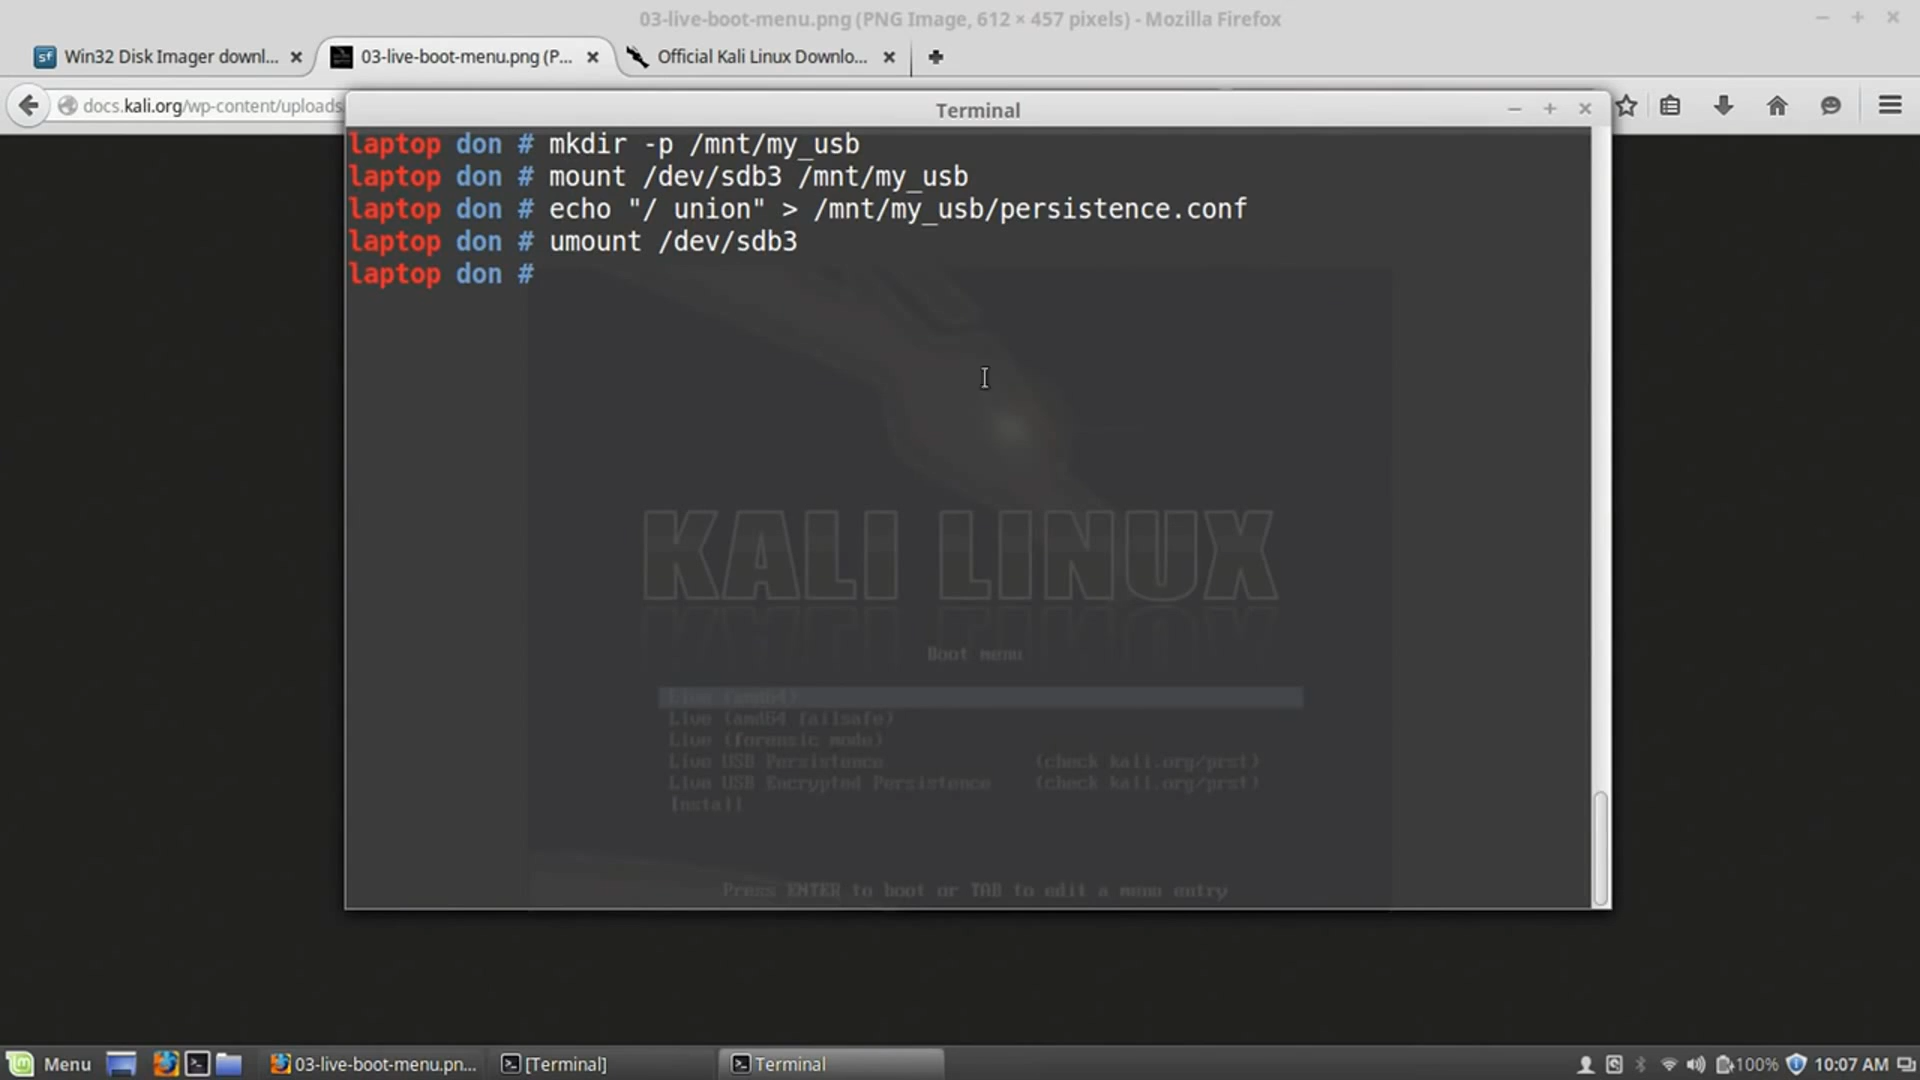 03-live-boot-menu.png (PNG Image, 612 × 457 pixels) - Mozilla Firefox
sf Win32 Disk Imager downl...
03-live-boot-menu.png (P...
Official Kali Linux Downlo...
docs.kali.org/wp-content/uploads
Terminal
laptop don # mkdir -p /mnt/my_usb
laptop don # mount /dev/sdb3 /mnt/my_usb
laptop don # echo "/ union" > /mnt/my_usb/persistence.conf
laptop don # umount /dev/sdb3
laptop don #
KALI LINUX
Boot menu
Live (amd64)
Live (amd64 failsafe)
Live (forensic mode)
Live USB Persistence (check kali.org/prst)
Live USB Encrypted Persistence (check kali.org/prst)
Install
Press ENTER to boot or TAB to edit a menu entry
Menu
03-live-boot-menu.pn...
[Terminal]
Terminal
100%
10:07 AM